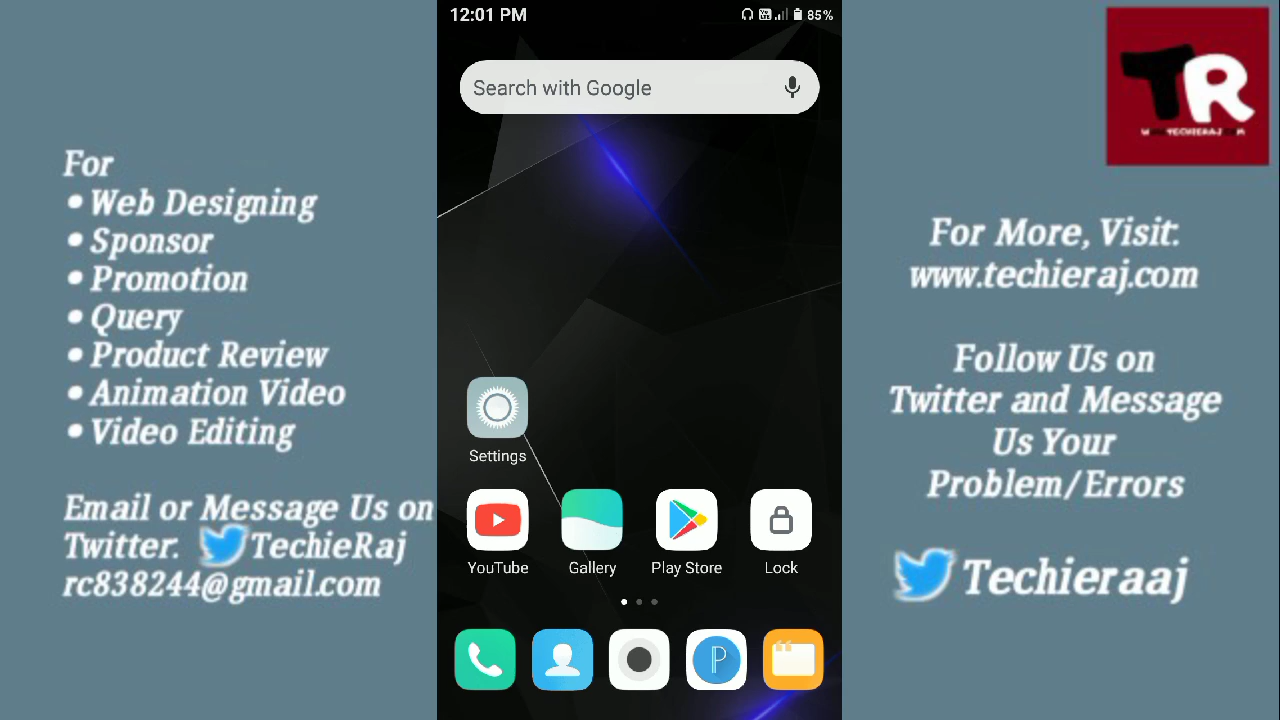 12:01 PM
85%
Search with Google
Settings
YouTube
Gallery
Play Store
Lock
For
• Web Designing
• Sponsor
• Promotion
• Query
• Product Review
• Animation Video
• Video Editing
Email or Message Us on
Twitter. TechieRaj
rc838244@gmail.com
TR
For More, Visit:
www.techieraj.com
Follow Us on
Twitter and Message
Us Your
Problem/Errors
Techieraaj